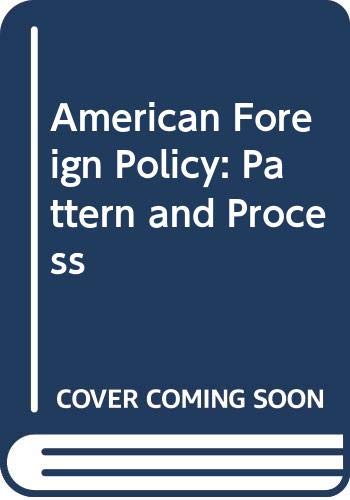 American Fore
ign Policy: Pa
ttern and Proce
ss
COVER COMING SOON